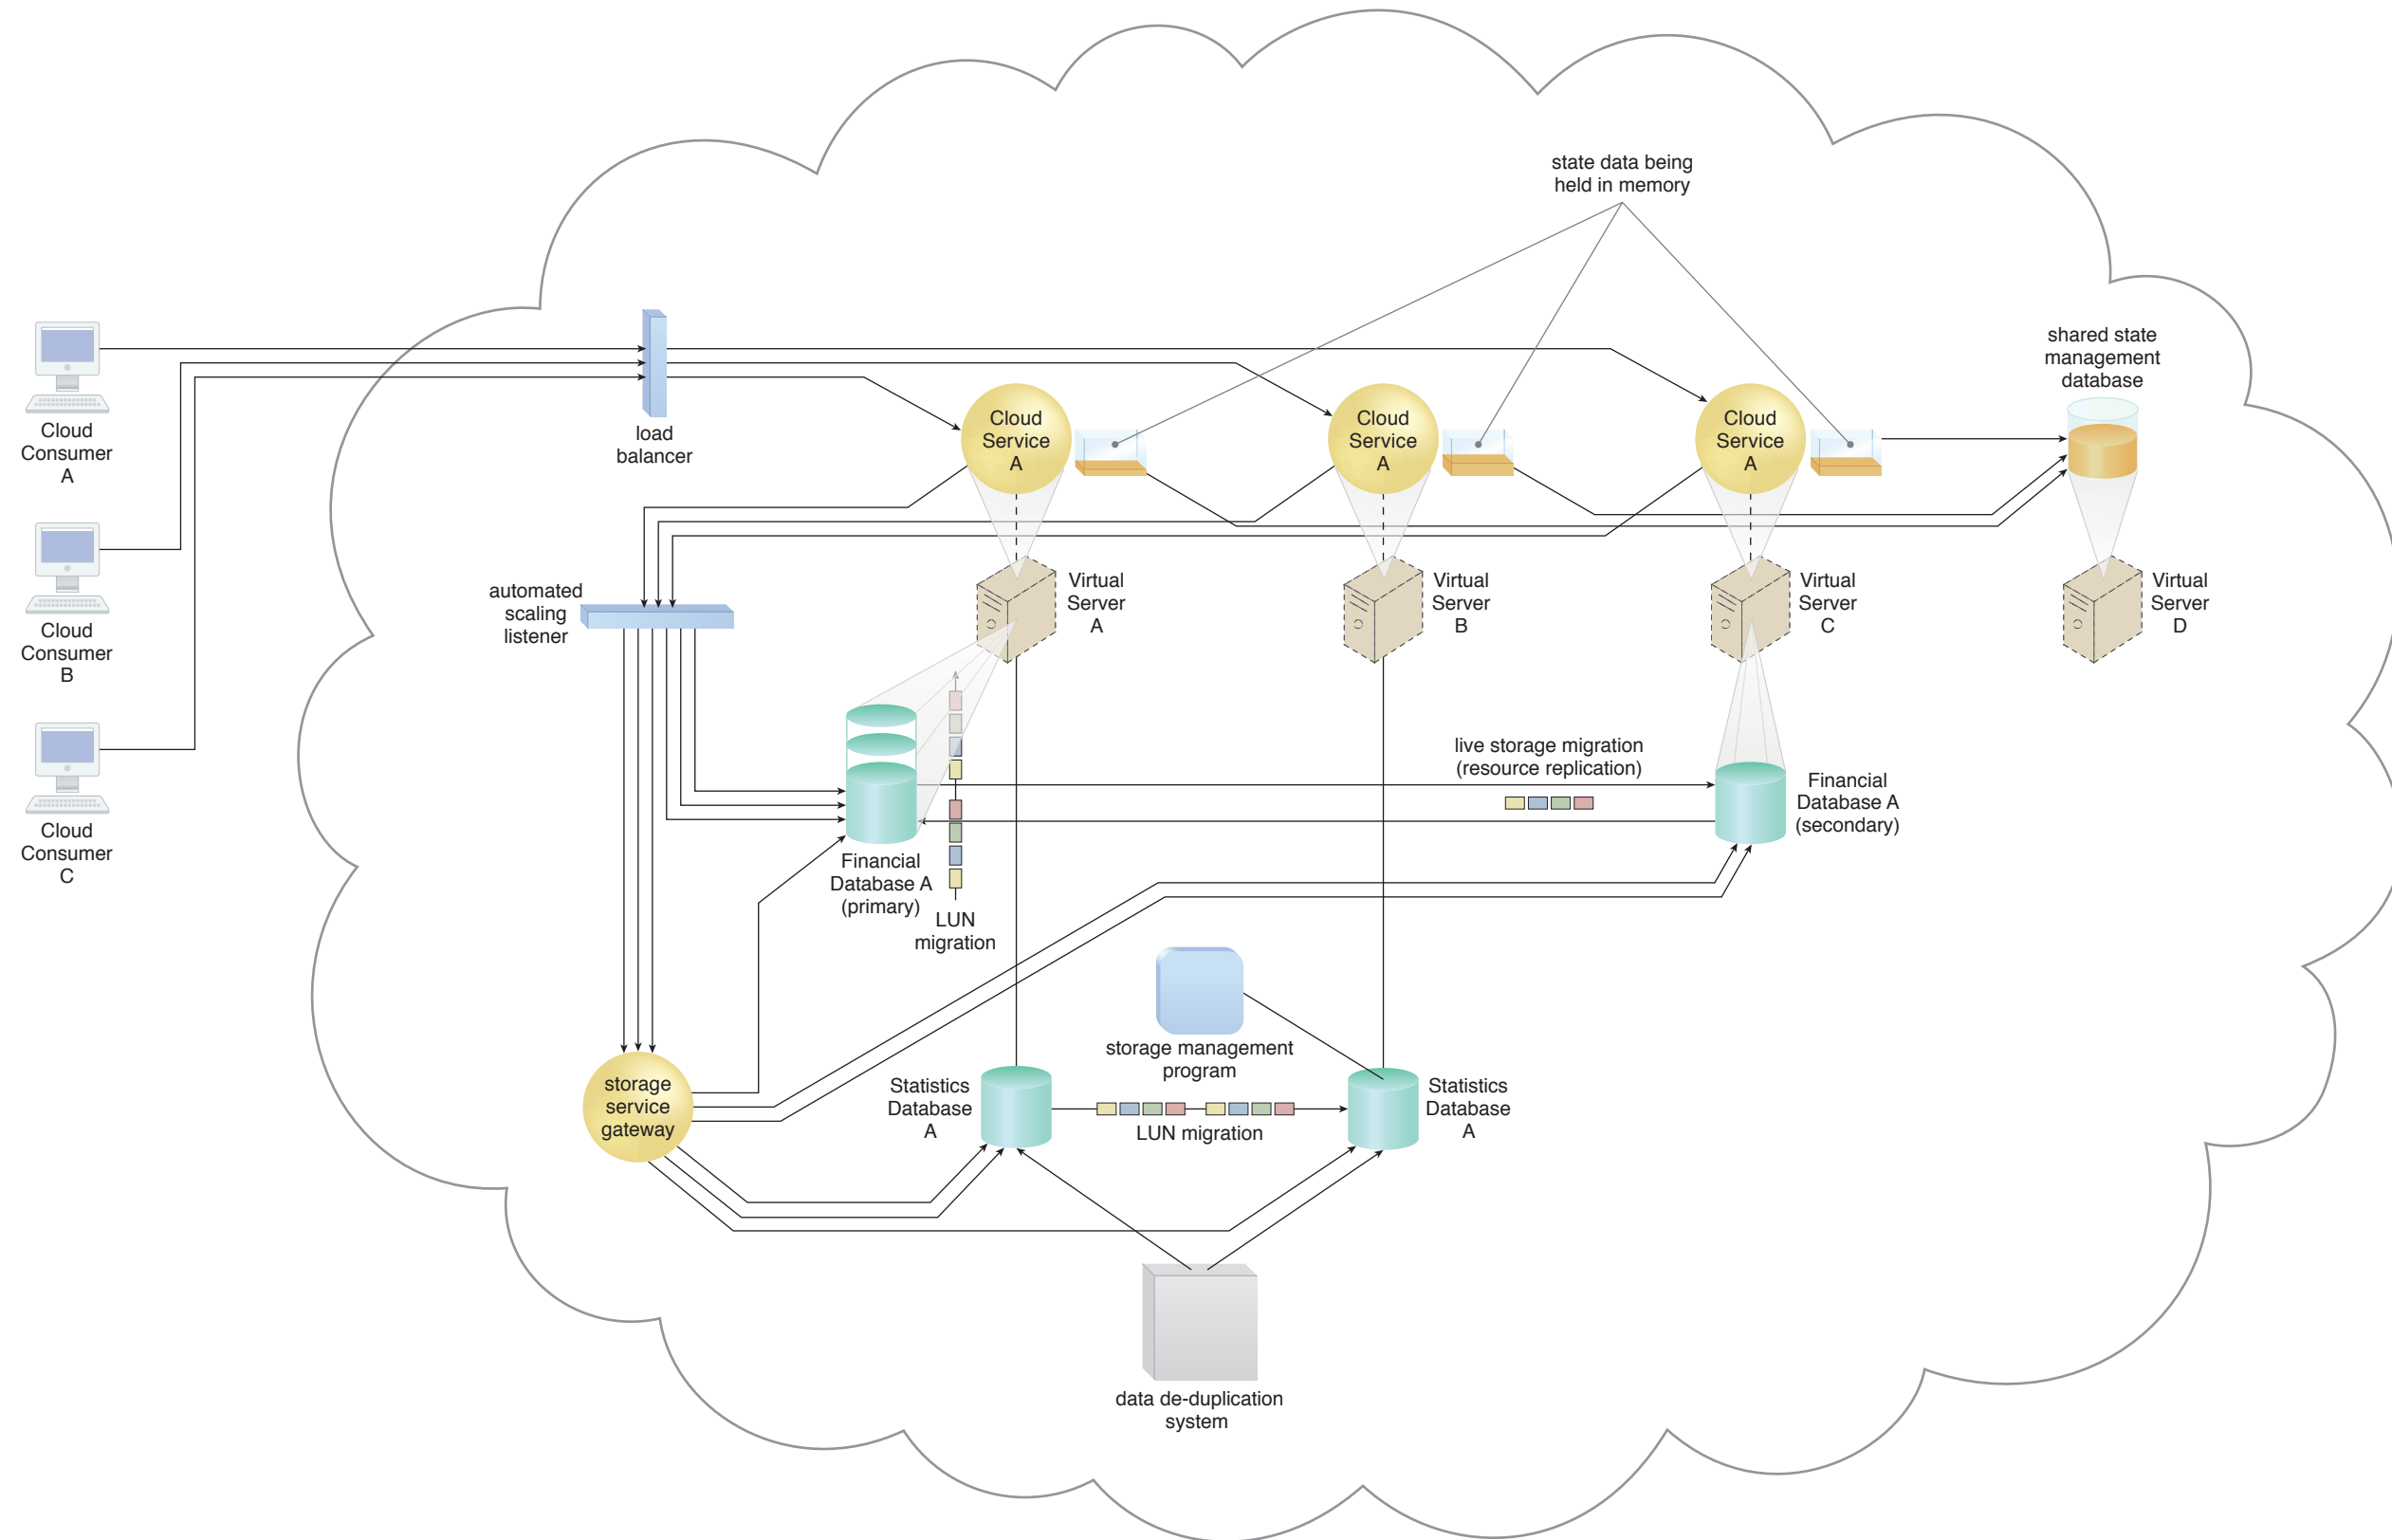 state data being
held in memory
shared state
management
database
Cloud
Consumer
A
load
balancer
Cloud
Service
A
Cloud
Service
A
Cloud
Service
A
Cloud
Consumer
B
automated
scaling
listener
Virtual
Server
A
Virtual
Server
B
Virtual
Server
C
Virtual
Server
D
Cloud
Consumer
C
live storage migration
(resource replication)
Financial
Database A
(secondary)
Financial
Database A
(primary)
LUN
migration
storage management
program
storage
service
gateway
Statistics
Database
A
LUN migration
Statistics
Database
A
data de-duplication
system